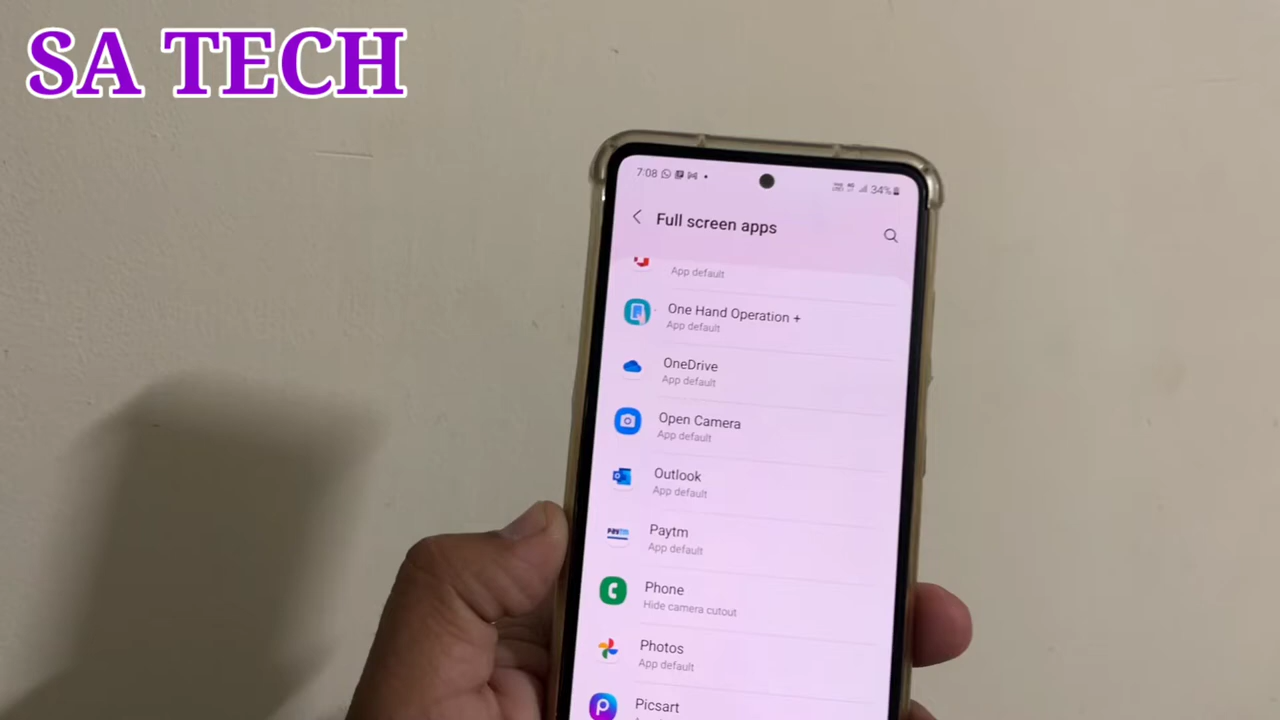 SA TECH
7:08
34%
Full screen apps
App default
One Hand Operation +
App default
OneDrive
App default
Open Camera
App default
Outlook
App default
Paytm
Paytm
App default
Phone
Hide camera cutout
Photos
App default
Picsart